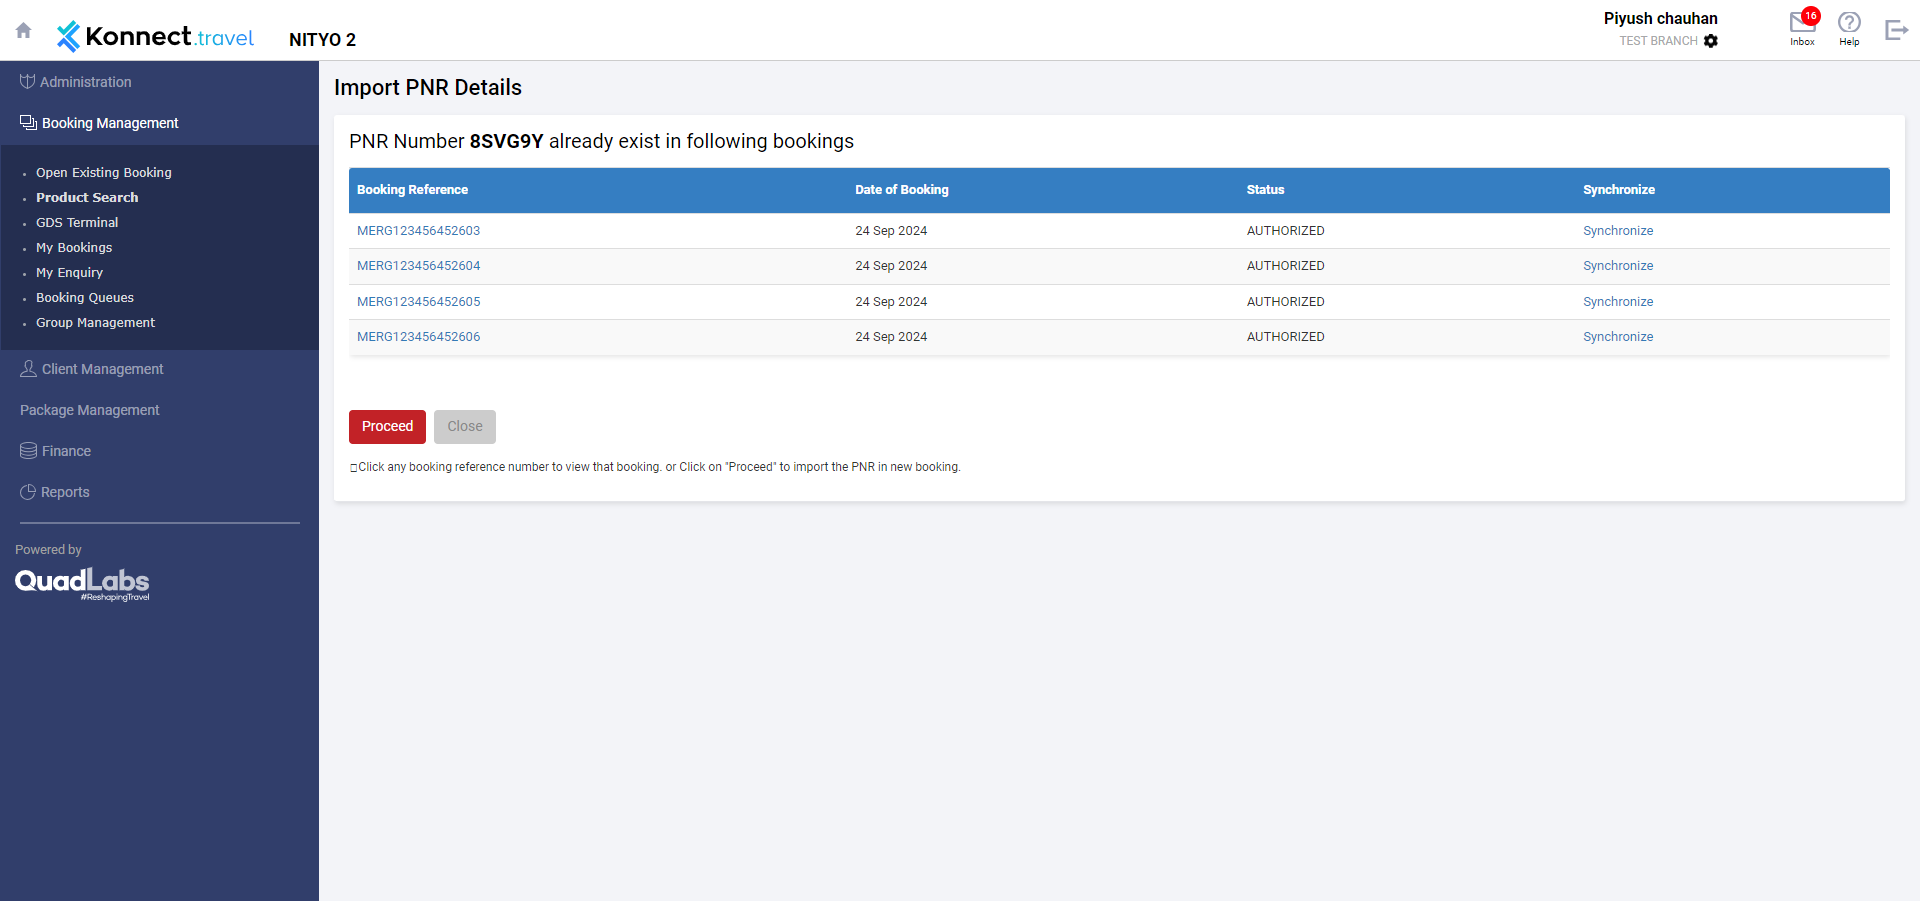 Konnect.travel
NITYO 2
Piyush chauhan
TEST BRANCH
16
Inbox
Help
Administration
Booking Management
Open Existing Booking
Product Search
GDS Terminal
My Bookings
My Enquiry
Booking Queues
Group Management
Client Management
Package Management
Finance
Reports
Powered by
QuadLabs
#ReshapingTravel
Import PNR Details
PNR Number 8SVG9Y already exist in following bookings
Booking Reference Date of Booking Status Synchronize
MERG123456452603 24 Sep 2024 AUTHORIZED Synchronize
MERG123456452604 24 Sep 2024 AUTHORIZED Synchronize
MERG123456452605 24 Sep 2024 AUTHORIZED Synchronize
MERG123456452606 24 Sep 2024 AUTHORIZED Synchronize
Proceed Close
Click any booking reference number to view that booking. or Click on "Proceed" to import the PNR in new booking.